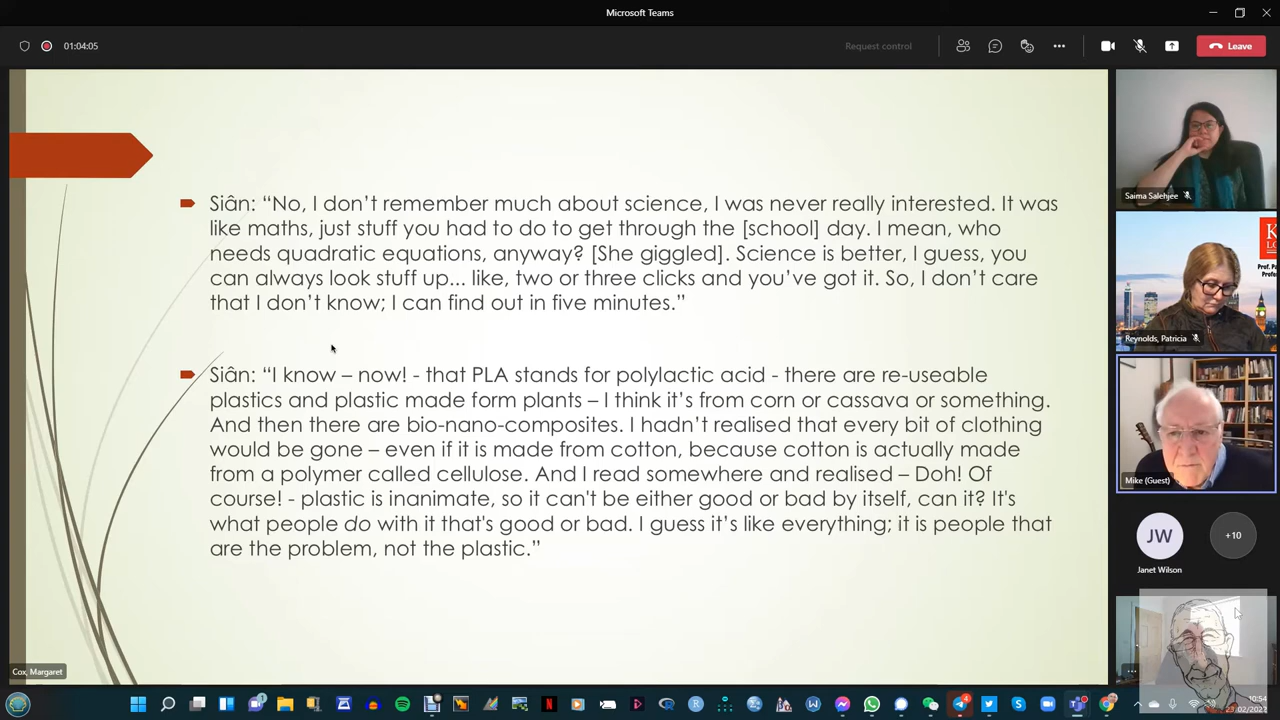 Microsoft Teams
01:04:05
Request control
Leave
Siân: “No, I don’t remember much about science, I was never really interested. It was
like maths, just stuff you had to do to get through the [school] day. I mean, who
needs quadratic equations, anyway? [She giggled]. Science is better, I guess, you
can always look stuff up... like, two or three clicks and you’ve got it. So, I don’t care
that I don’t know; I can find out in five minutes.”
Siân: “I know – now! - that PLA stands for polylactic acid - there are re-useable
plastics and plastic made form plants – I think it’s from corn or cassava or something.
And then there are bio-nano-composites. I hadn’t realised that every bit of clothing
would be gone – even if it is made from cotton, because cotton is actually made
from a polymer called cellulose. And I read somewhere and realised – Doh! Of
course! - plastic is inanimate, so it can't be either good or bad by itself, can it? It's
what people do with it that's good or bad. I guess it’s like everything; it is people that
are the problem, not the plastic.”
Cox, Margaret
Saima Salehjee
Prof. P
Profes
Reynolds, Patricia
Mike (Guest)
JW
+10
Janet Wilson
10:54
23/02/2022